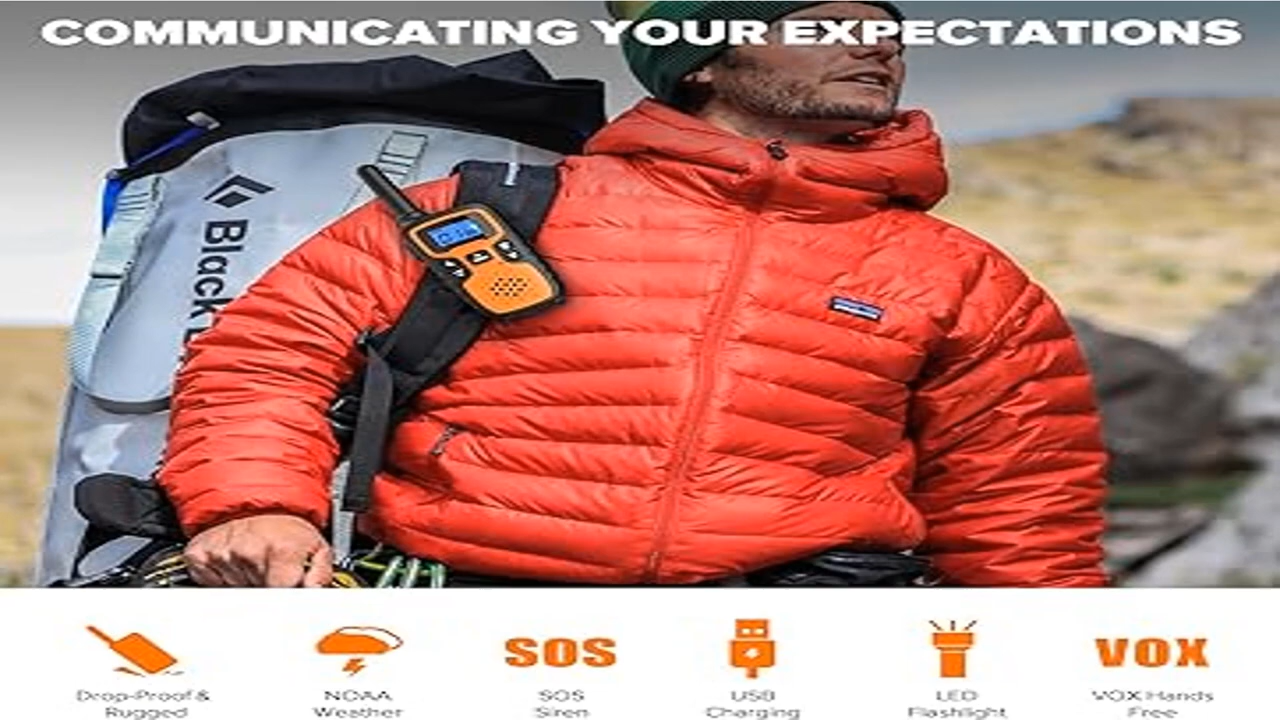 COMMUNICATING YOUR EXPECTATIONS
Black
SOS
VOX
Drop-Proof &
Rugged
NOAA
Weather
SOS
Siren
USB
Charging
LED
Flashlight
VOX Hands
Free